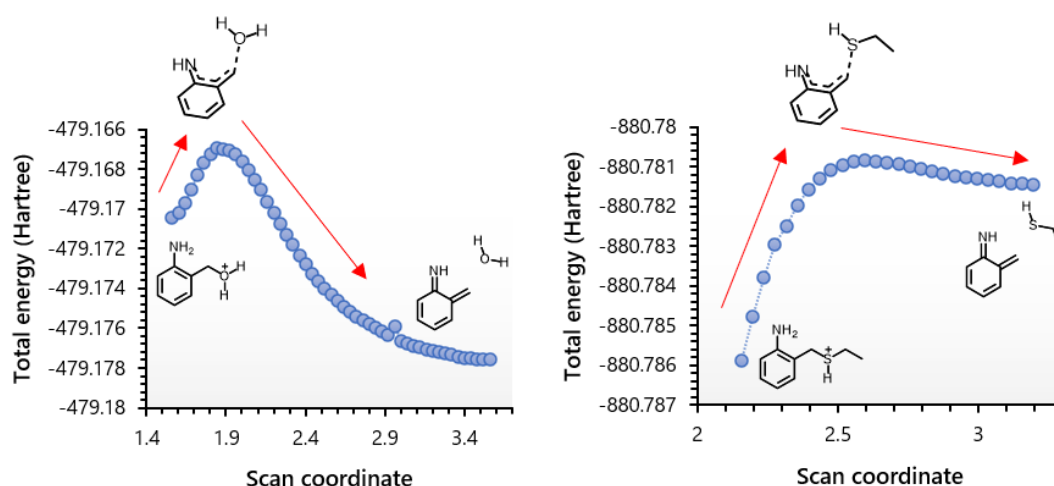 H
H
O
HN
-479.166
-479.168
-479.17
-479.172
-479.174
-479.176
-479.178
-479.18
Total energy (Hartree)
NH2
+
O
H
H
H
O
H
NH
1.4
1.9
2.4
2.9
3.4
Scan coordinate
H
S
HN
-880.78
-880.781
-880.782
-880.783
-880.784
-880.785
-880.786
-880.787
Total energy (Hartree)
H
S
NH
NH2
+
S
H
2
2.5
3
Scan coordinate